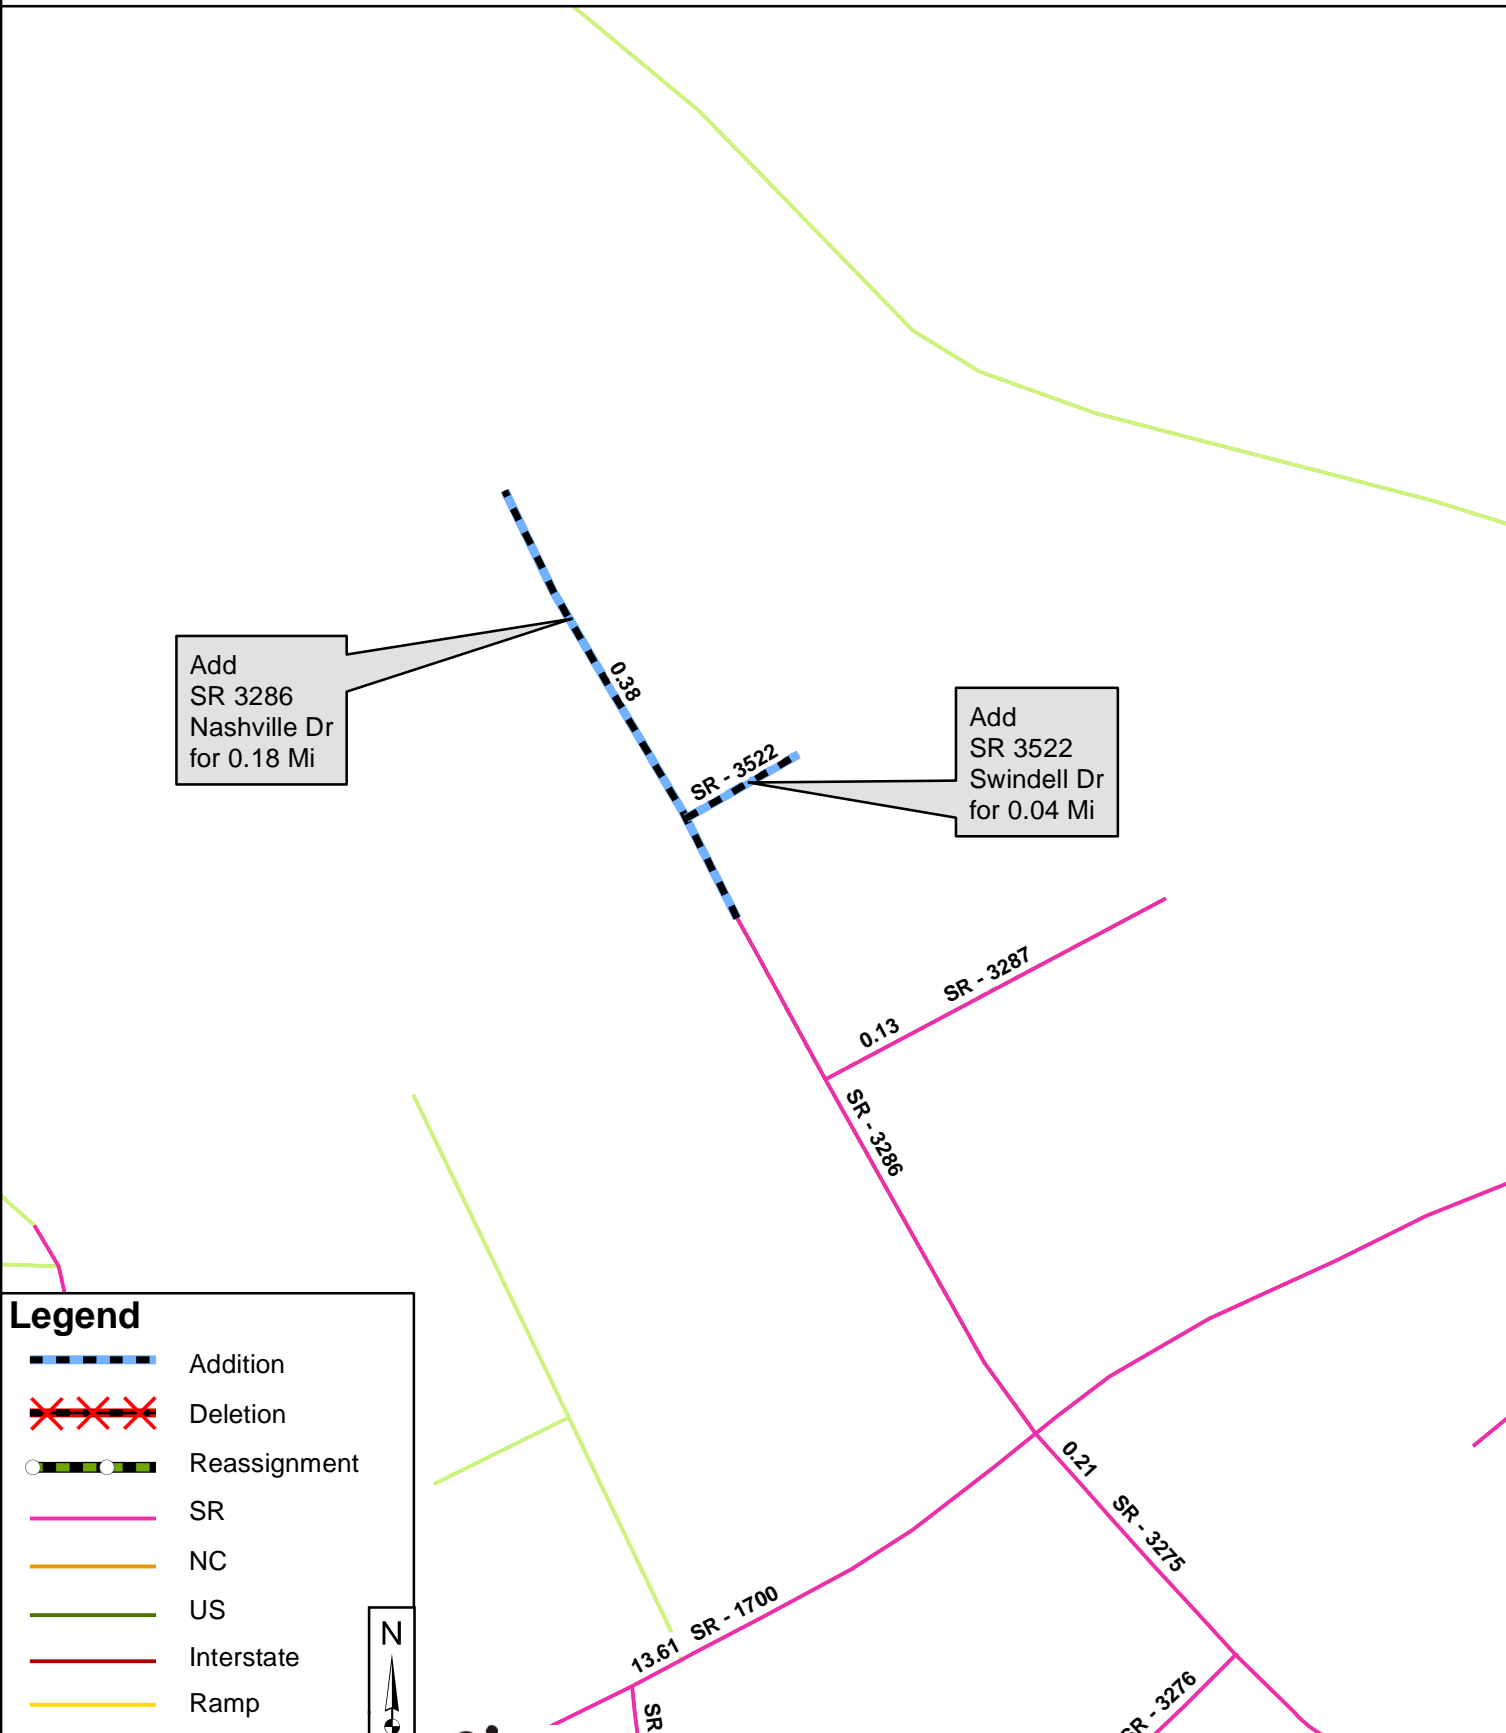 Add
SR 3286
Nashville Dr
for 0.18 Mi
0.38
SR - 3522
Add
SR 3522
Swindell Dr
for 0.04 Mi
SR - 3287
0.13
SR - 3286
0.21
SR - 3275
SR - 1700
13.61
SR - 3276
SR
Legend
Addition
Deletion
Reassignment
SR
NC
US
Interstate
Ramp
N